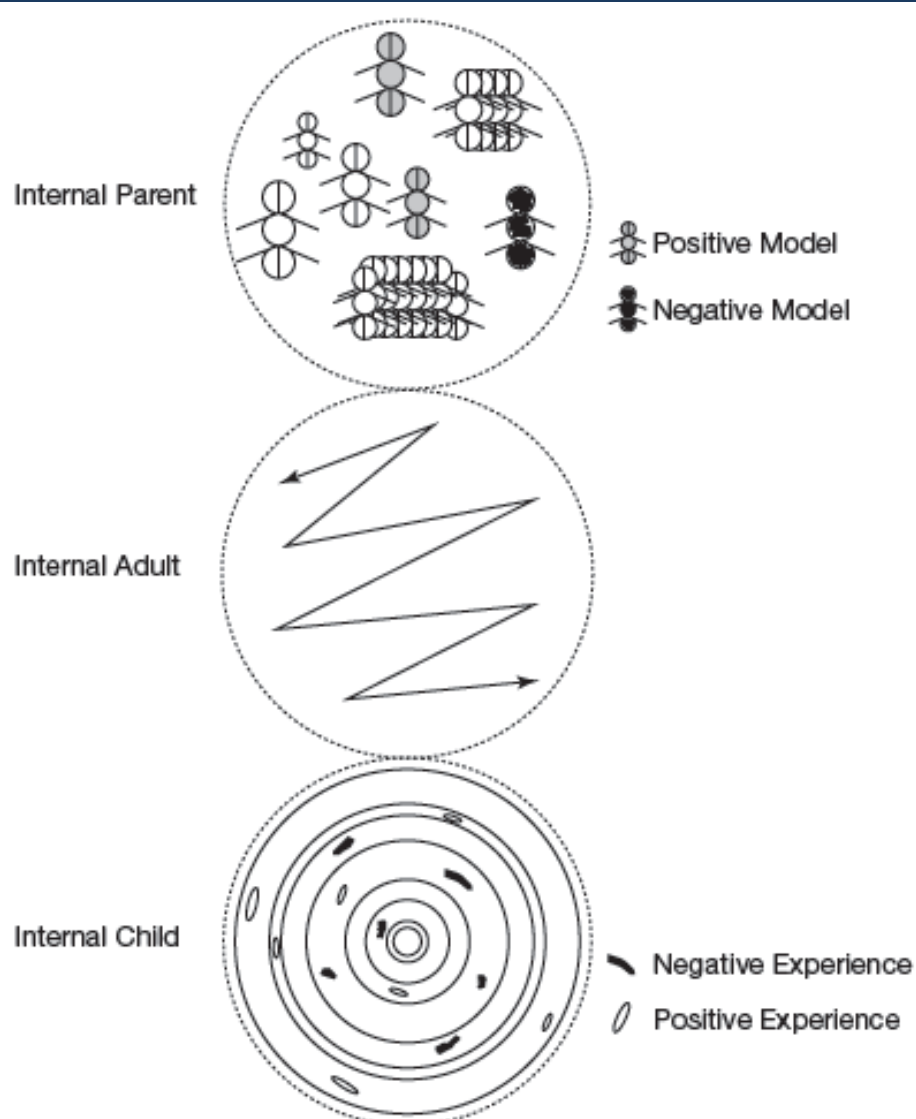 Internal Parent
Positive Model
Negative Model
Internal Adult
Internal Child
Negative Experience
Positive Experience